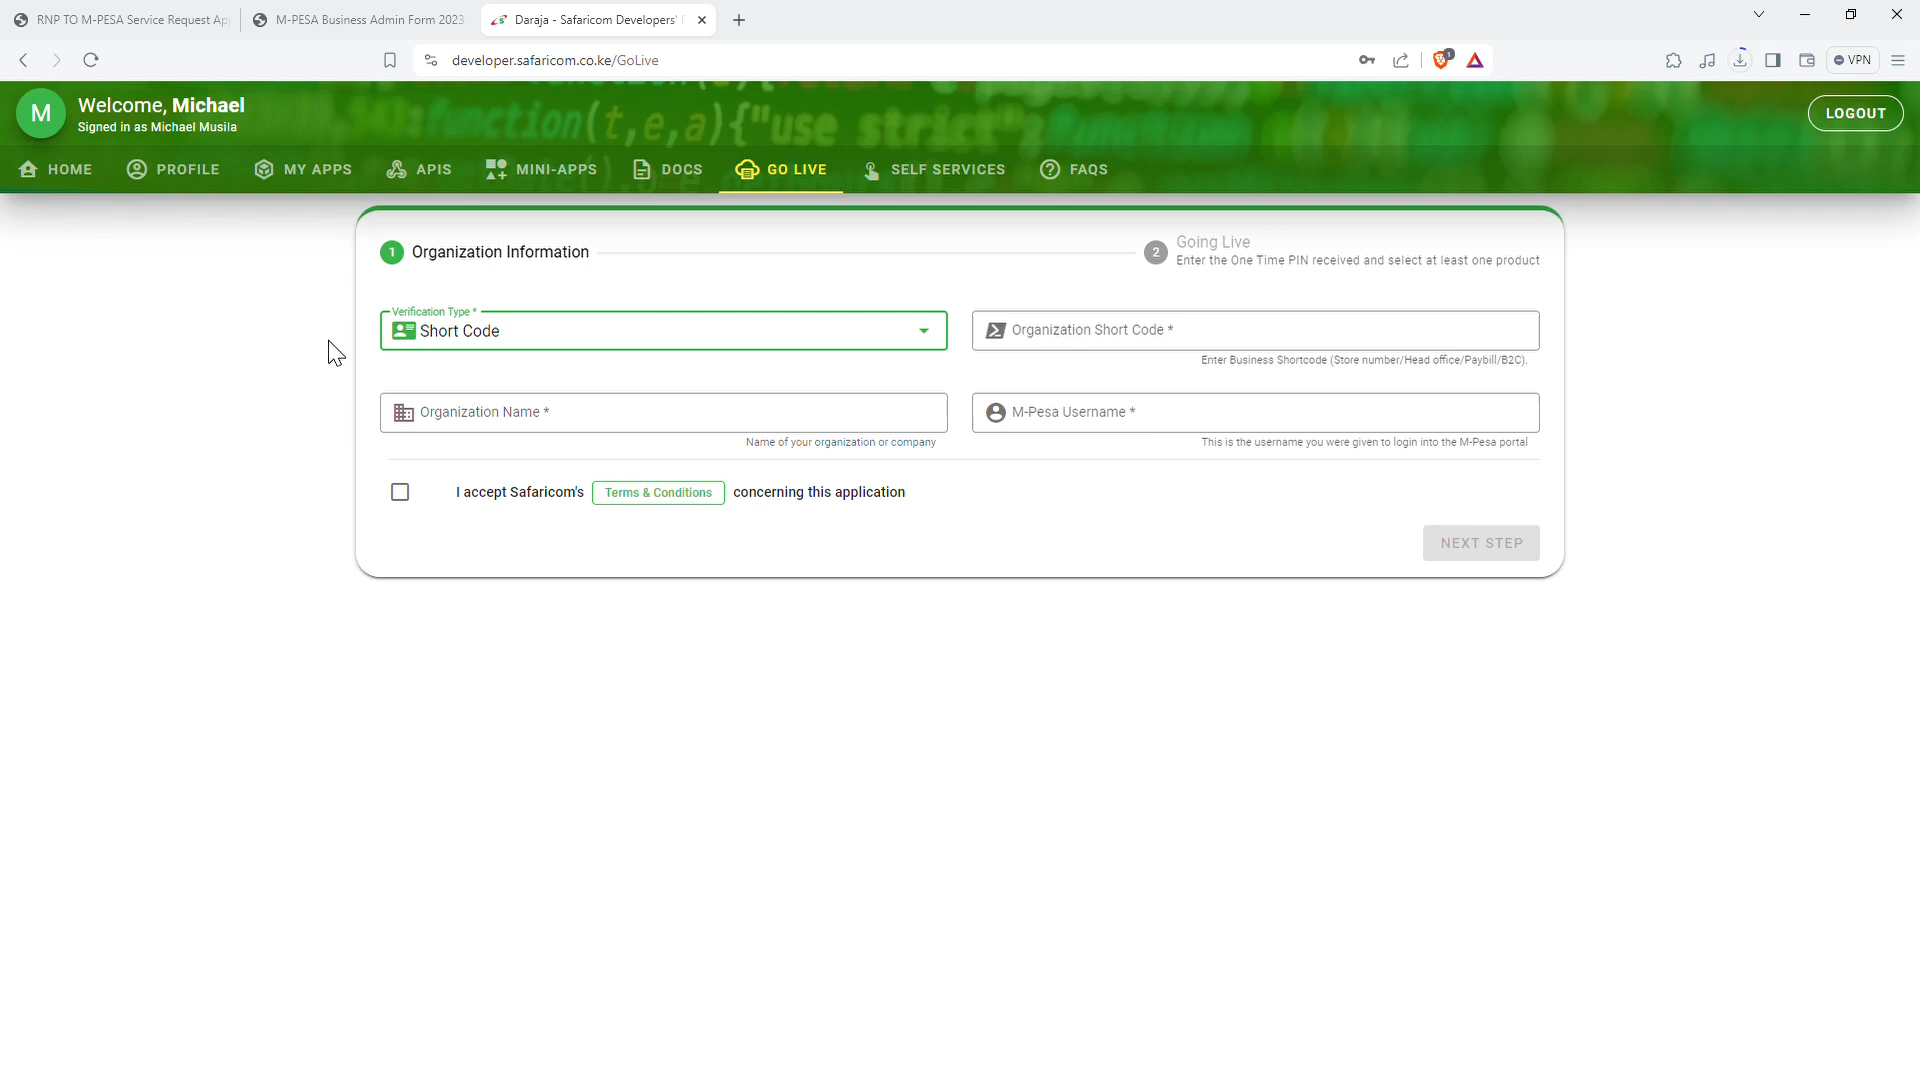 RNP TO M-PESA Service Request Ap
M-PESA Business Admin Form 2023
Daraja - Safaricom Developers'
developer.safaricom.co.ke/GoLive
1
VPN
M
Welcome, Michael
Signed in as Michael Musila
function(t,e,a){"use strict";function
LOGOUT
HOME
PROFILE
MY APPS
APIS
MINI-APPS
DOCS
GO LIVE
SELF SERVICES
FAQS
1 Organization Information
2 Going Live
Enter the One Time PIN received and select at least one product
Verification Type *
Short Code
Organization Short Code *
Enter Business Shortcode (Store number/Head office/Paybill/B2C).
Organization Name *
Name of your organization or company
M-Pesa Username *
This is the username you were given to login into the M-Pesa portal
I accept Safaricom's Terms & Conditions concerning this application
NEXT STEP